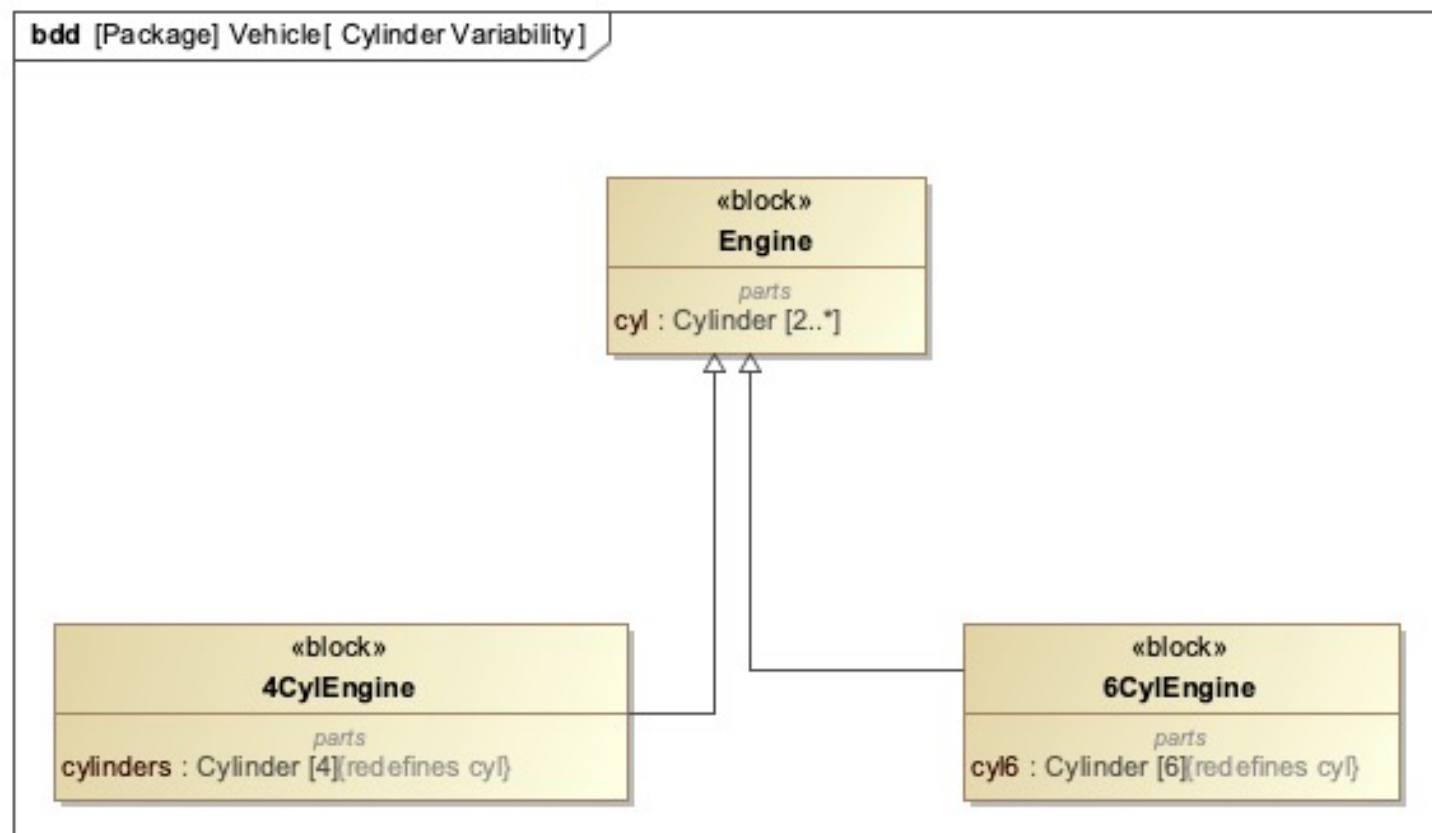 bdd [Package] Vehicle[ Cylinder Variability]
«block»
Engine
parts
cyl : Cylinder [2..*]
«block»
4CylEngine
parts
cylinders : Cylinder [4]{redefines cyl}
«block»
6CylEngine
parts
cyl6 : Cylinder [6]{redefines cyl}